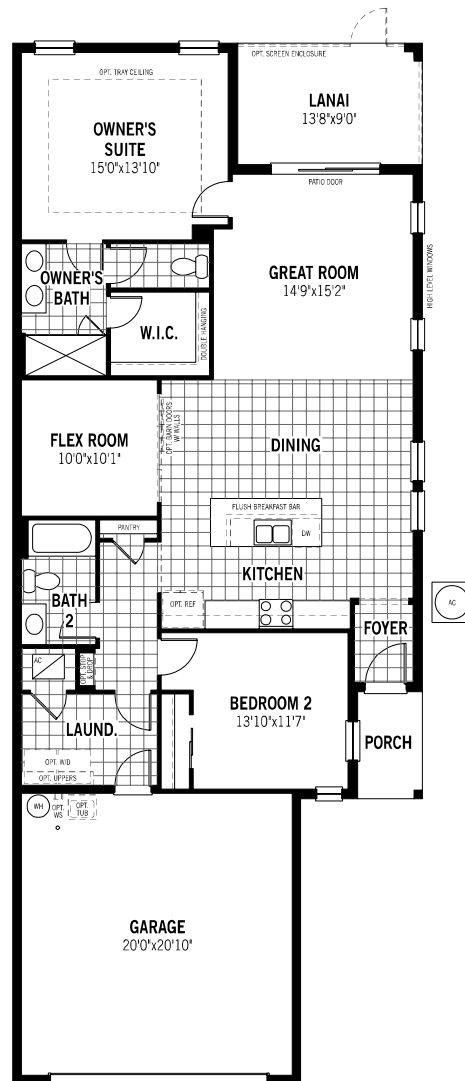 OPT. SCREEN ENCLOSURE
OPT. TRAY CEILING
LANAI
13'8"x9'0"
OWNER'S
SUITE
15'0"x13'10"
PATIO DOOR
GREAT ROOM
14'9"x15'2"
HIGH LEVEL WINDOWS
OWNER'S
BATH
W.I.C.
DOUBLE HANGING
FLEX ROOM
10'0"x10'1"
OPT. BARN DOORS
W/ WALLS
DINING
FLUSH BREAKFAST BAR
DW
PANTRY
KITCHEN
BATH
2
OPT. REF
AC
FOYER
AC
OPT. STOP
& DROP
BEDROOM 2
13'10"x11'7"
LAUND.
PORCH
OPT. W/D
OPT. UPPERS
WH
OPT.
WS
OPT.
TUB
GARAGE
20'0"x20'10"